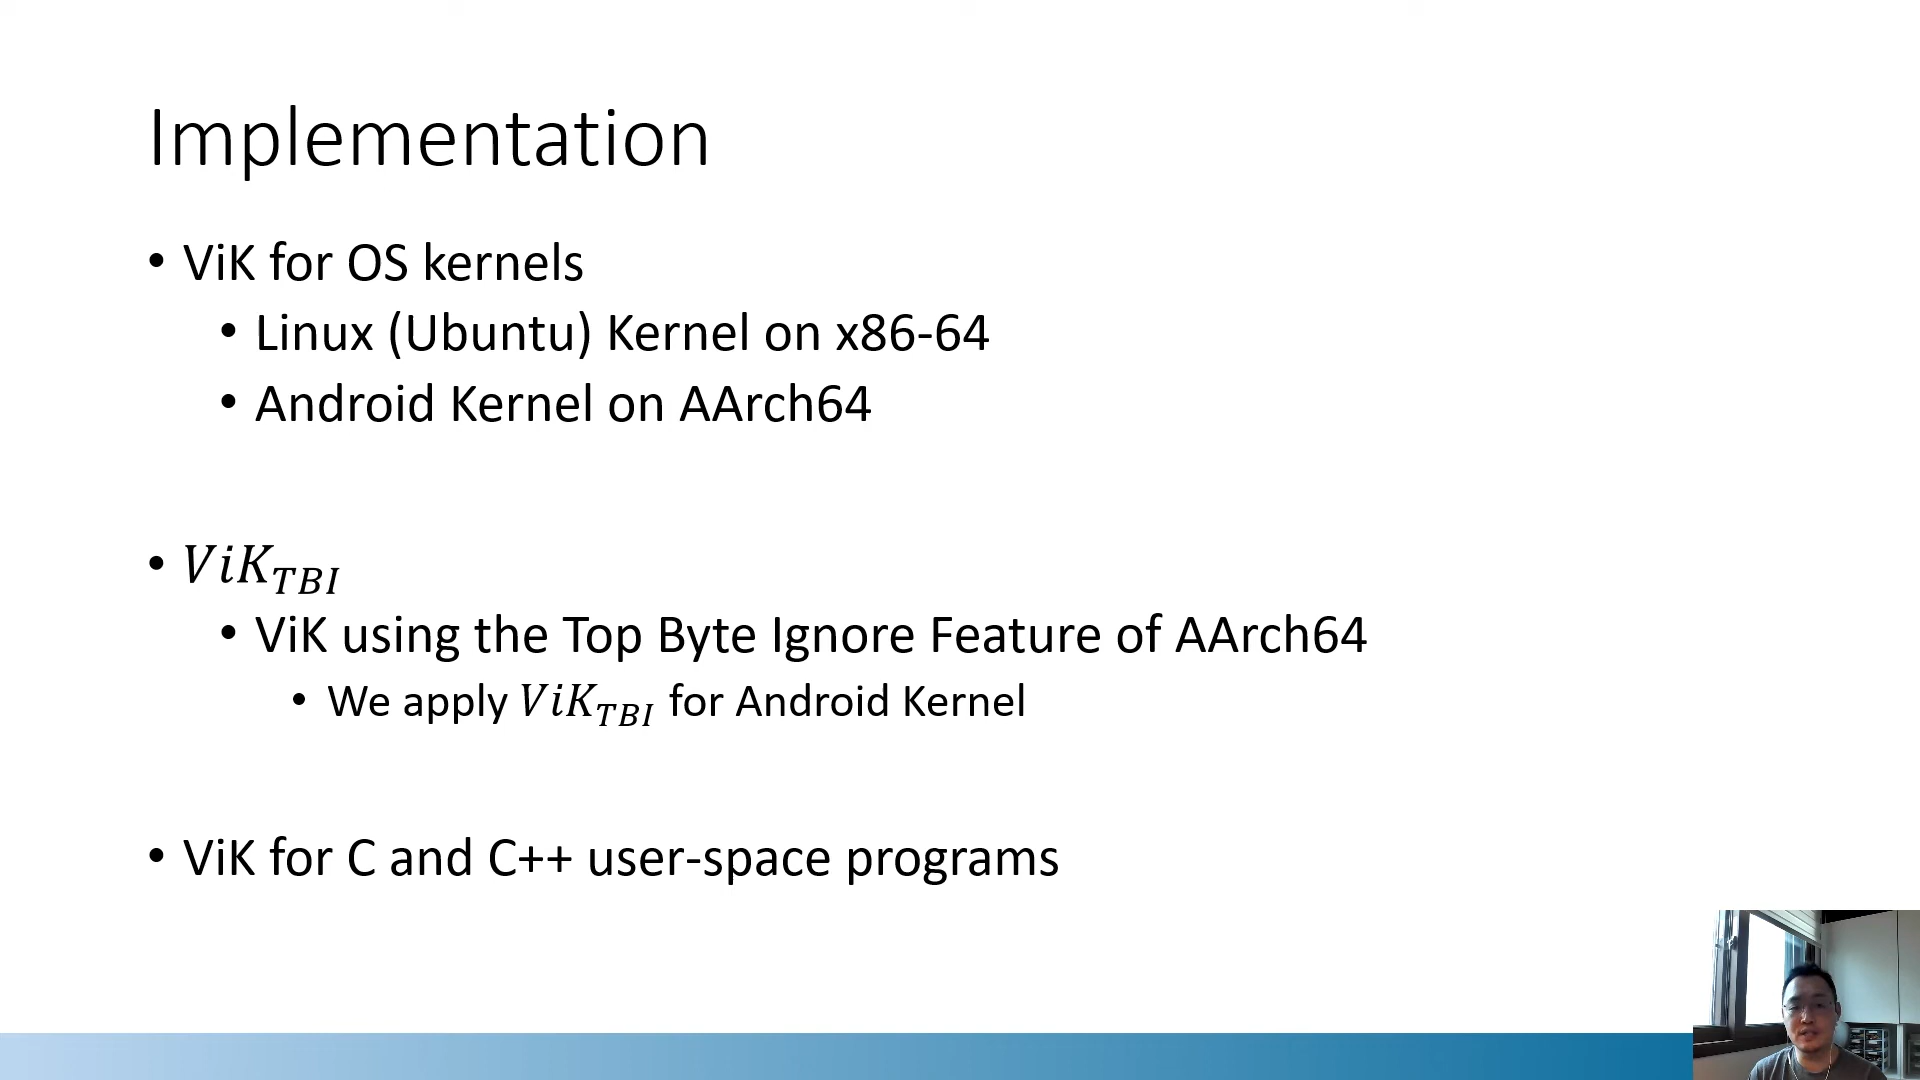 Implementation
• ViK for OS kernels
• Linux (Ubuntu) Kernel on x86-64
• Android Kernel on AArch64
• ViK_TBI
• ViK using the Top Byte Ignore Feature of AArch64
• We apply ViK_TBI for Android Kernel
• ViK for C and C++ user-space programs